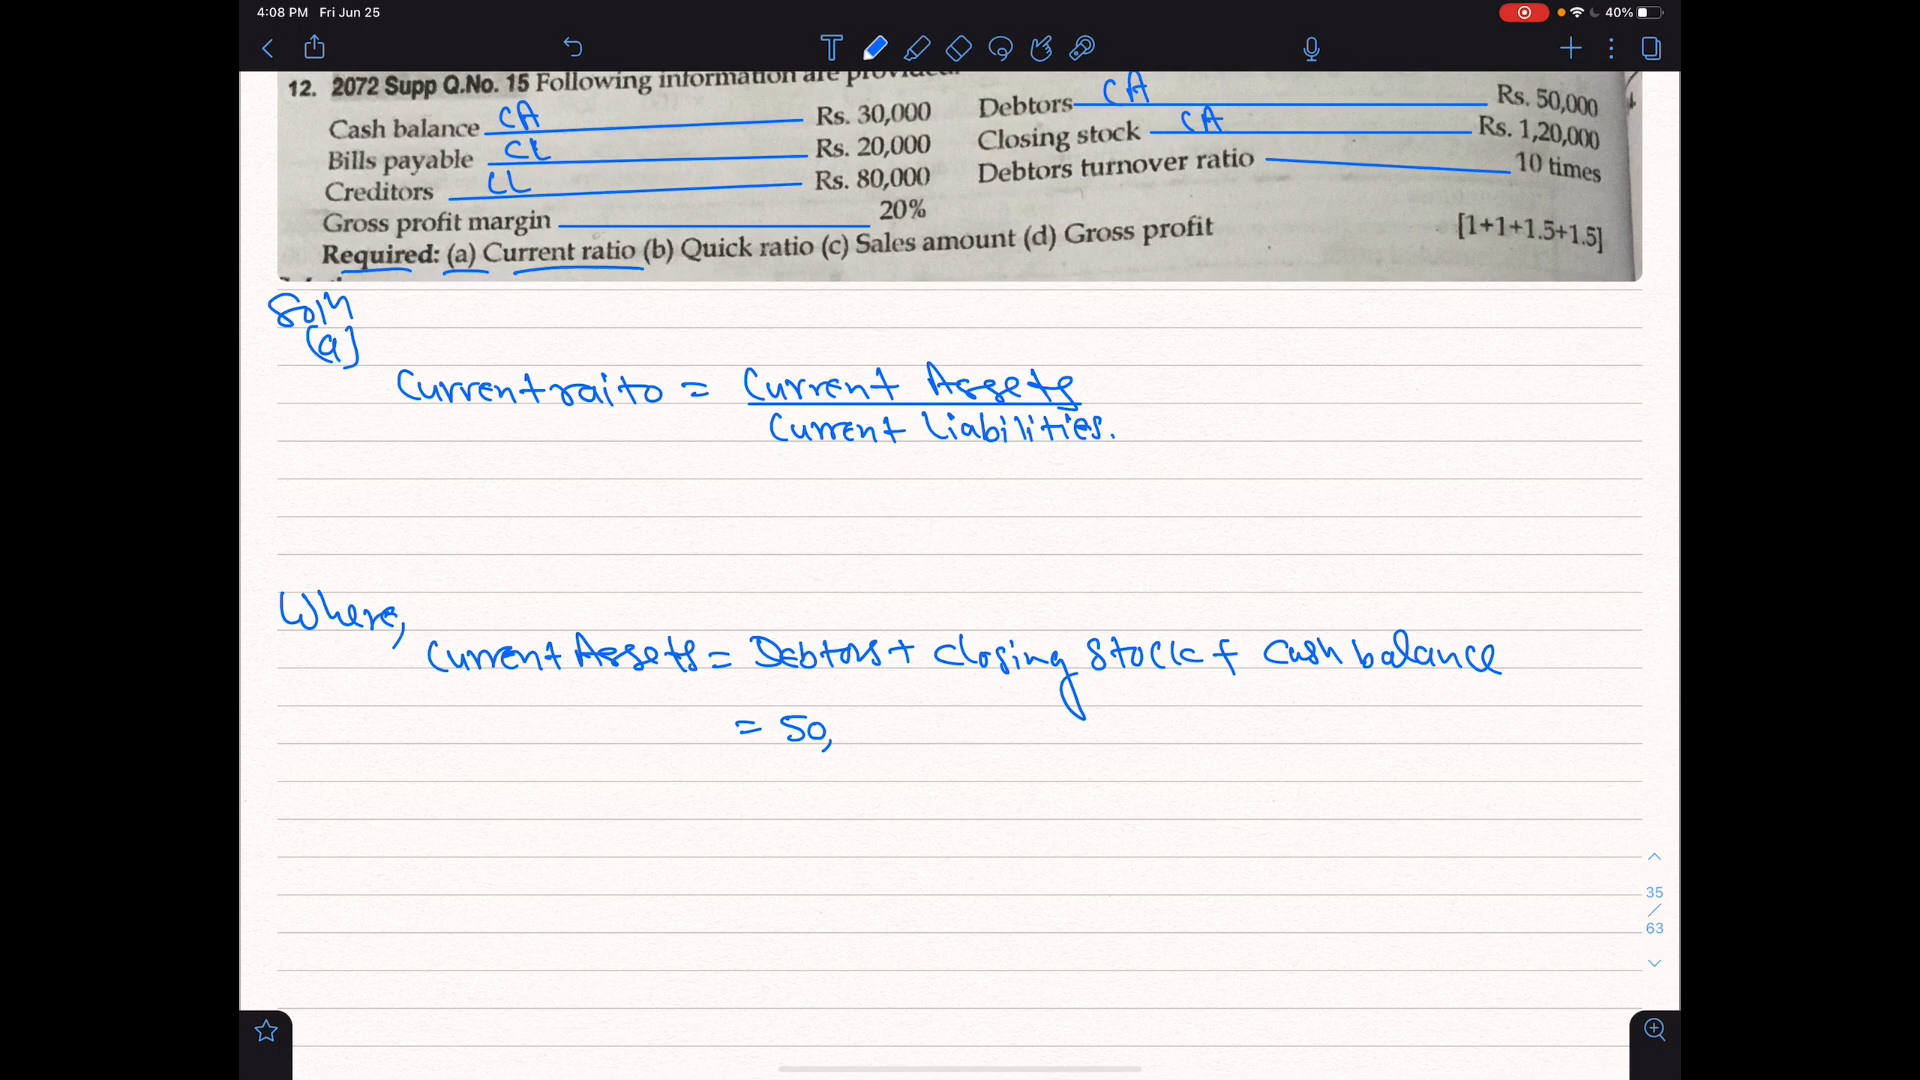 4:08 PM Fri Jun 25
40%
12. 2072 Supp Q.No. 15 Following information are provided.
Cash balance CA Rs. 30,000 Debtors CA Rs. 50,000
Bills payable CL Rs. 20,000 Closing stock CA Rs. 1,20,000
Creditors CL Rs. 80,000 Debtors turnover ratio 10 times
Gross profit margin 20%
Required: (a) Current ratio (b) Quick ratio (c) Sales amount (d) Gross profit [1+1+1.5+1.5]
Soln
(a)
Current raito = Current Assets
Current Liabilities.
Where,
Current Assets = Debtors + Closing Stock + Cash balance
= 50,
35
/
63